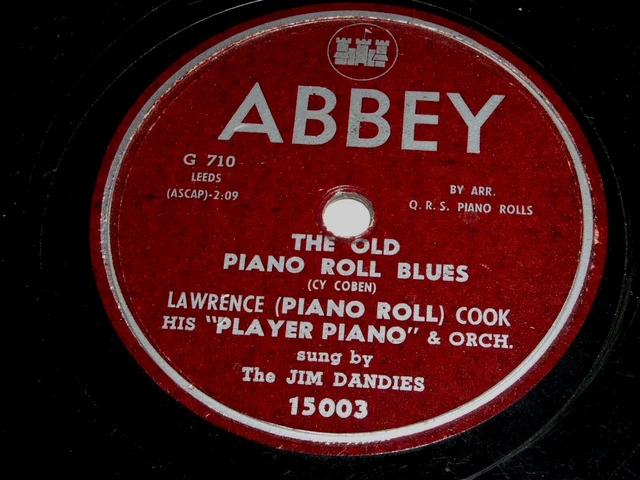 ABBEY
G 710
LEEDS
(ASCAP)-2:09
BY ARR.
Q. R. S. PIANO ROLLS
THE OLD
PIANO ROLL BLUES
(CY COBEN)
LAWRENCE (PIANO ROLL) COOK
HIS "PLAYER PIANO" & ORCH.
sung by
The JIM DANDIES
15003